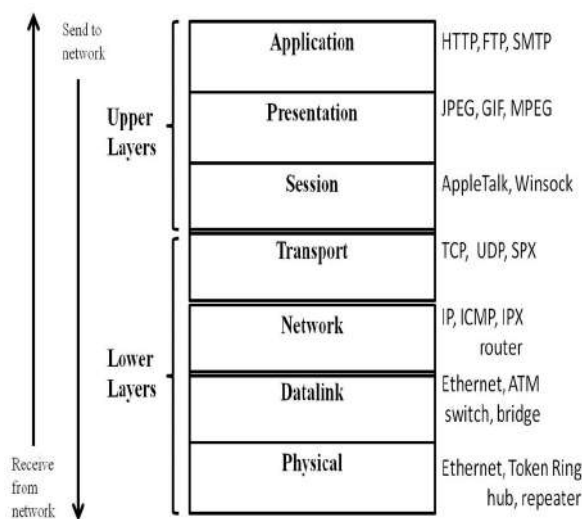 Send to
network
Application
HTTP, FTP, SMTP
Upper
Layers
Presentation
JPEG, GIF, MPEG
Session
AppleTalk, Winsock
Transport
TCP, UDP, SPX
Network
IP, ICMP, IPX
router
Lower
Layers
Datalink
Ethernet, ATM
switch, bridge
Physical
Ethernet, Token Ring
hub, repeater
Receive
from
network